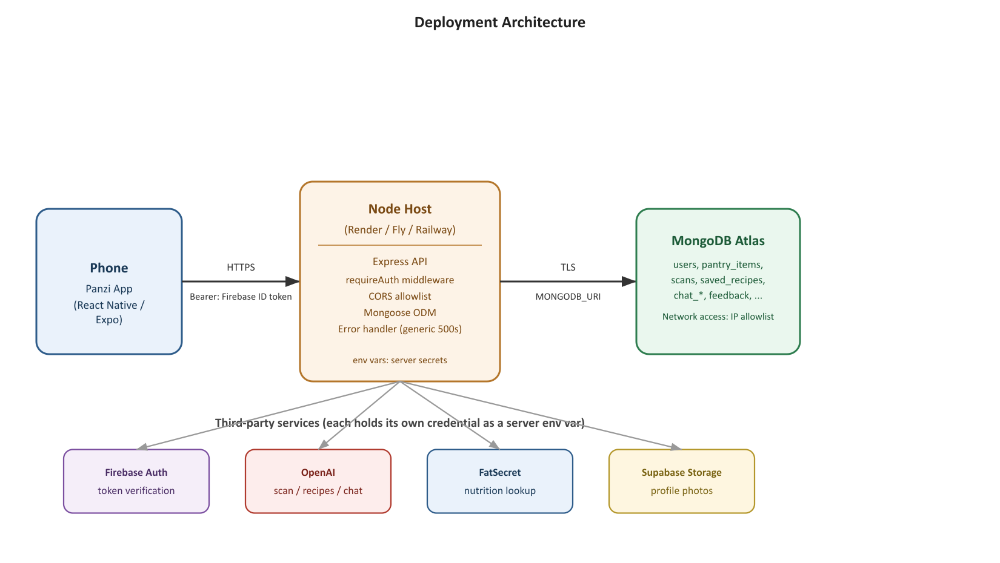 Deployment Architecture
Phone
Panzi App
(React Native /
Expo)
HTTPS
Bearer: Firebase ID token
Node Host
(Render / Fly / Railway)
Express API
requireAuth middleware
CORS allowlist
Mongoose ODM
Error handler (generic 500s)
env vars: server secrets
TLS
MONGODB_URI
MongoDB Atlas
users, pantry_items,
scans, saved_recipes,
chat_*, feedback, ...
Network access: IP allowlist
Third-party services (each holds its own credential as a server env var)
Firebase Auth
token verification
OpenAI
scan / recipes / chat
FatSecret
nutrition lookup
Supabase Storage
profile photos